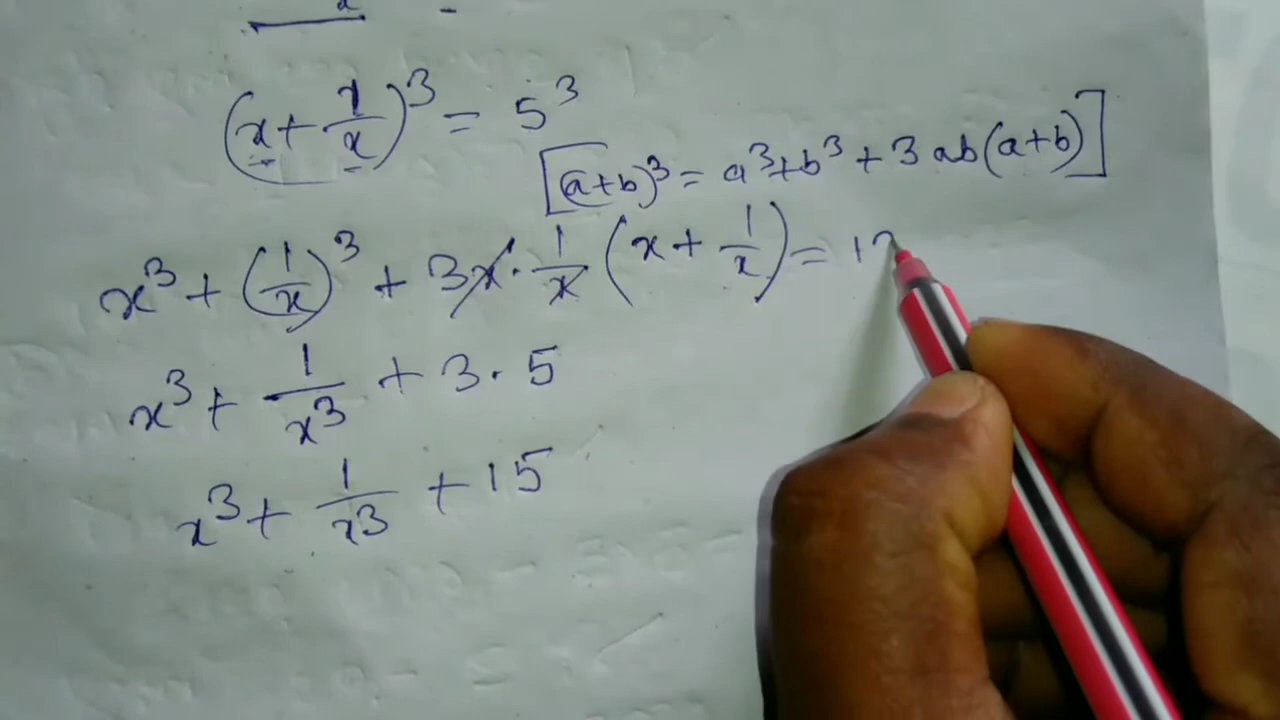 (x + 1/x)^3 = 5^3
[(a+b)^3 = a^3+b^3 + 3ab(a+b)]
x^3 + (1/x)^3 + 3x · 1/x (x + 1/x) = 12
x^3 + 1/x^3 + 3 · 5
x^3 + 1/x^3 + 15